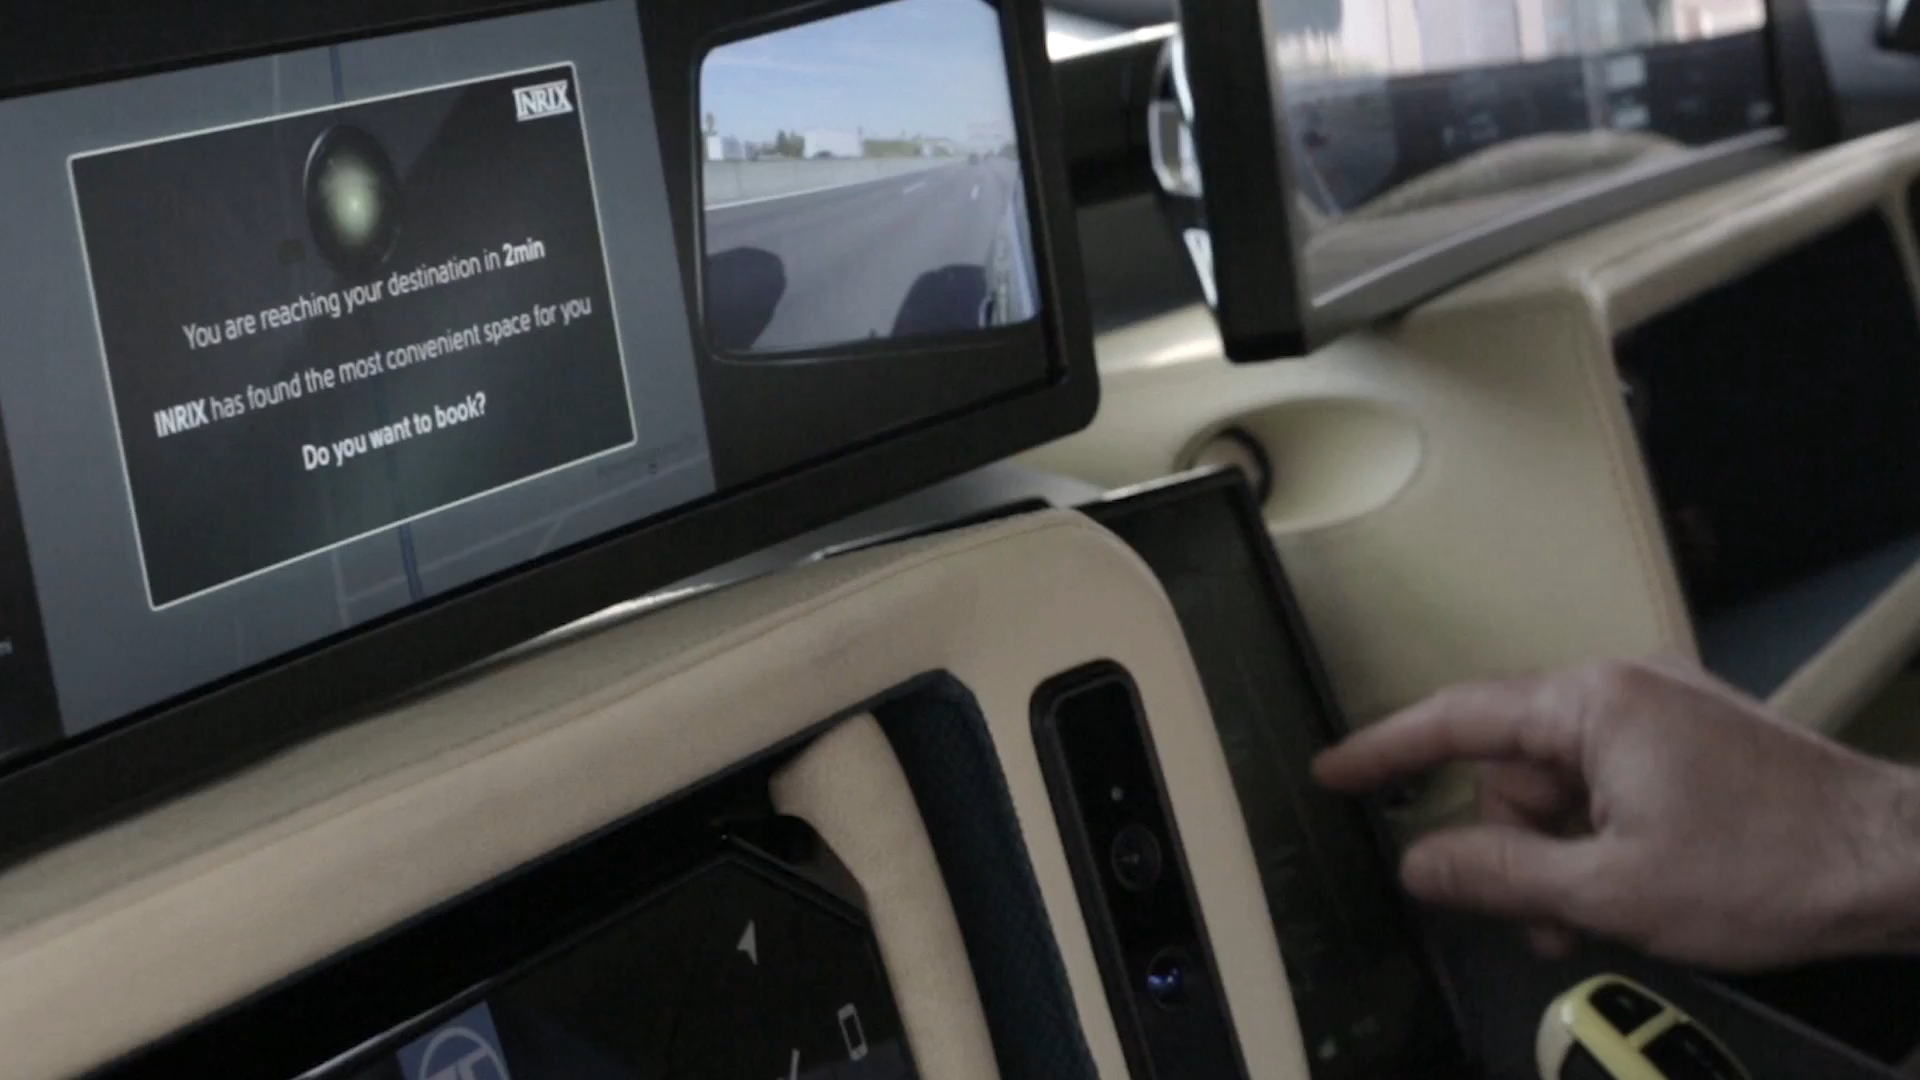 INRIX
You are reaching your destination in 2min
INRIX has found the most convenient space for you
Do you want to book?